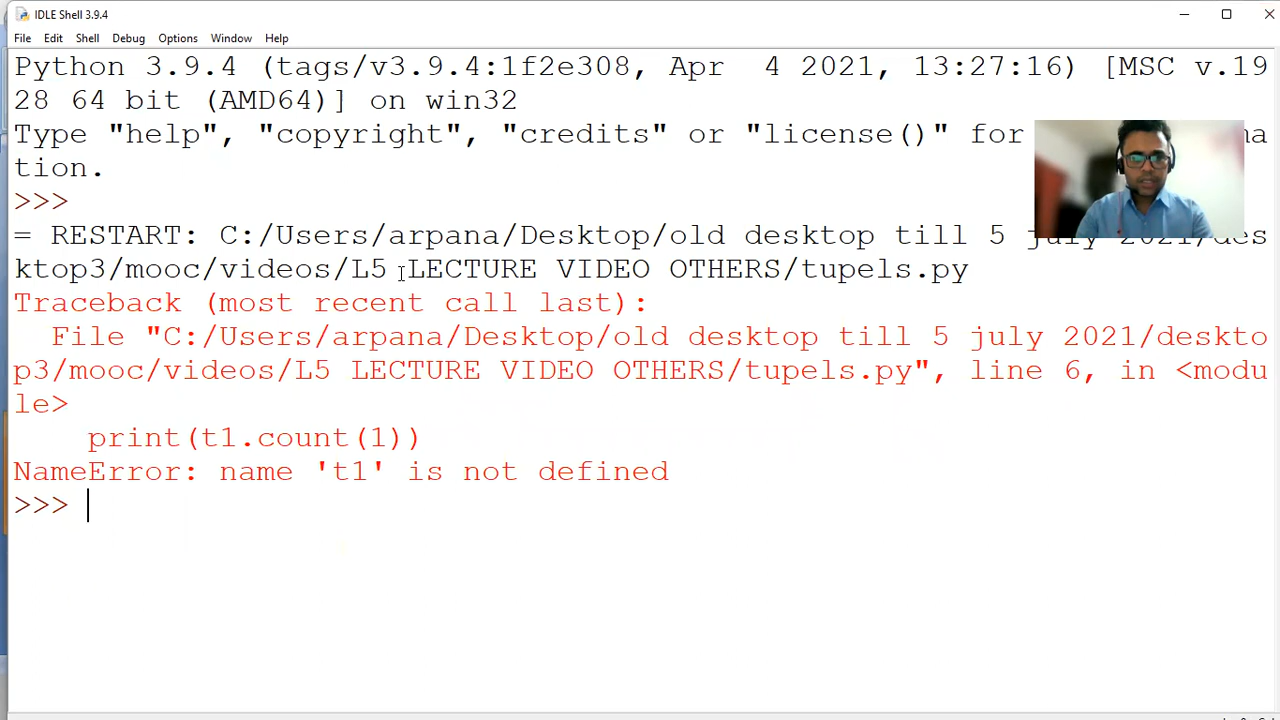 IDLE Shell 3.9.4
File Edit Shell Debug Options Window Help
Python 3.9.4 (tags/v3.9.4:1f2e308, Apr  4 2021, 13:27:16) [MSC v.19
28 64 bit (AMD64)] on win32
Type "help", "copyright", "credits" or "license()" for
tion.
>>>
= RESTART: C:/Users/arpana/Desktop/old desktop till 5 july 2021/des
ktop3/mooc/videos/L5 LECTURE VIDEO OTHERS/tupels.py
Traceback (most recent call last):
  File "C:/Users/arpana/Desktop/old desktop till 5 july 2021/deskto
p3/mooc/videos/L5 LECTURE VIDEO OTHERS/tupels.py", line 6, in <modu
le>
    print(t1.count(1))
NameError: name 't1' is not defined
>>>